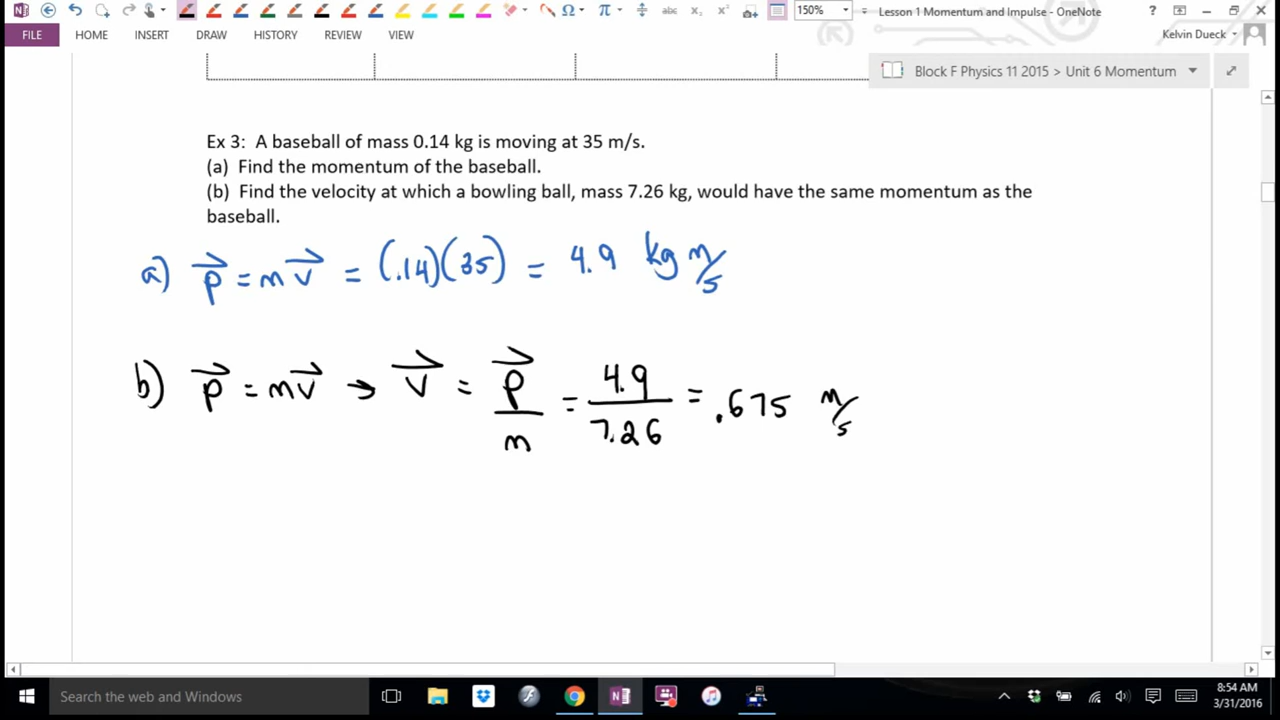 150%
Lesson 1 Momentum and Impulse - OneNote
FILE HOME INSERT DRAW HISTORY REVIEW VIEW
Kelvin Dueck
Block F Physics 11 2015 > Unit 6 Momentum
Ex 3: A baseball of mass 0.14 kg is moving at 35 m/s.
(a) Find the momentum of the baseball.
(b) Find the velocity at which a bowling ball, mass 7.26 kg, would have the same momentum as the
baseball.
a) p⃗ = mv⃗ = (.14)(35) = 4.9 kg m/s
b) p⃗ = mv⃗ → v⃗ = p⃗/m = 4.9/7.26 = .675 m/s
Search the web and Windows
8:54 AM
3/31/2016